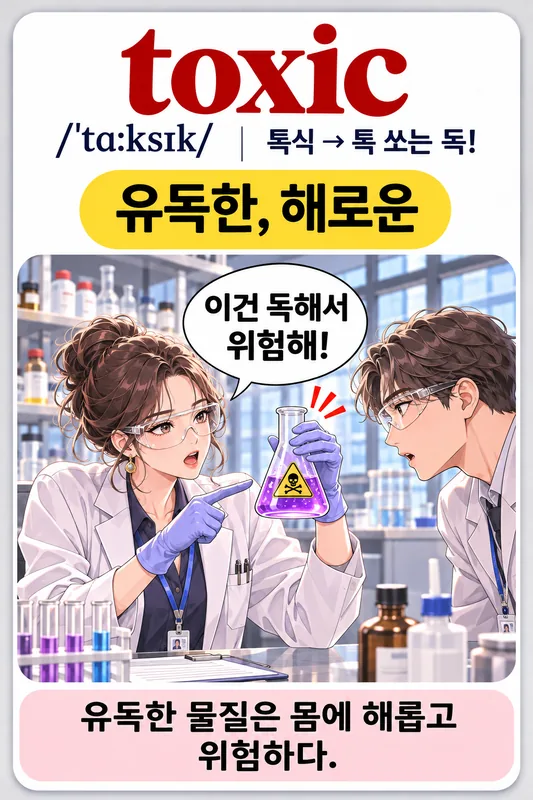 toxic
/ˈtɑːksɪk/ | 톡식 → 톡 쏘는 독!
유독한, 해로운
이건 독해서
위험해!
유독한 물질은 몸에 해롭고
위험하다.